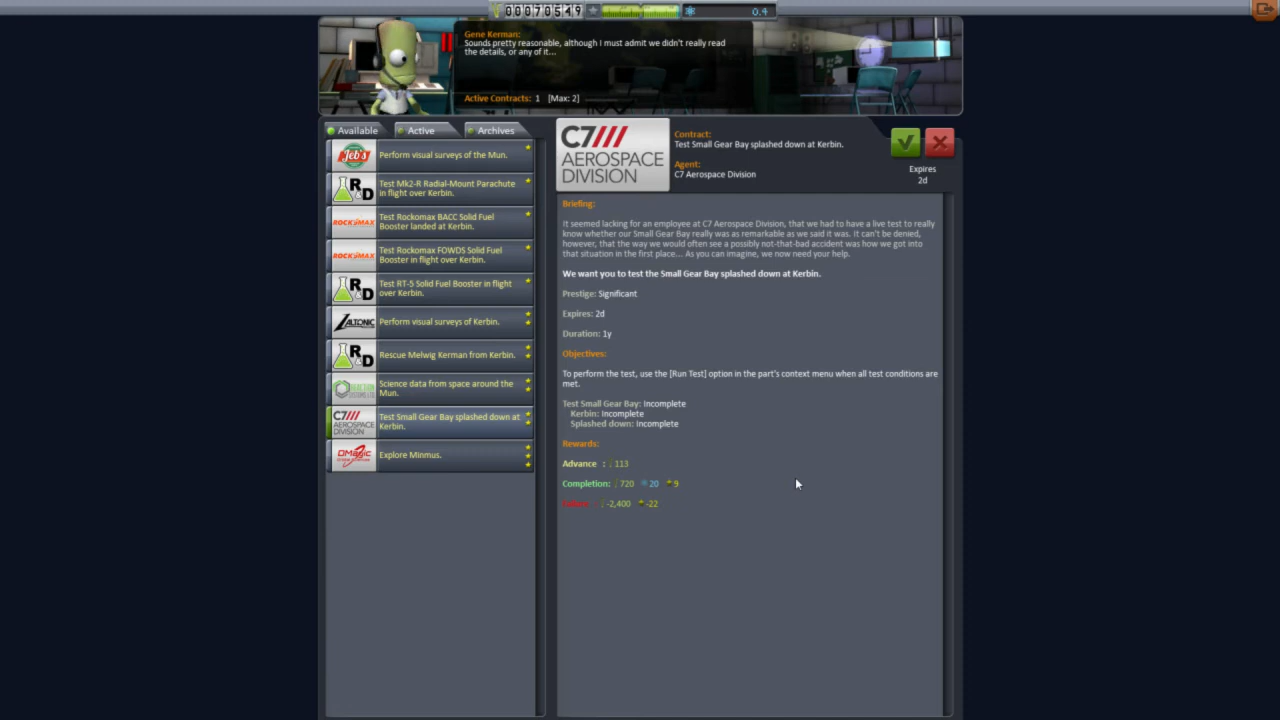 00070549
0.4
Gene Kerman:
Sounds pretty reasonable, although I must admit we didn't really read
the details, or any of it...
Active Contracts: 1 [Max: 2]
Available
Active
Archives
Jeb's
Perform visual surveys of the Mun.
R&D
Test Mk2-R Radial-Mount Parachute
in flight over Kerbin.
ROCKOMAX
Test Rockomax BACC Solid Fuel
Booster landed at Kerbin.
ROCKOMAX
Test Rockomax FOWDS Solid Fuel
Booster in flight over Kerbin.
R&D
Test RT-5 Solid Fuel Booster in flight
over Kerbin.
Perform visual surveys of Kerbin.
R&D
Rescue Melwig Kerman from Kerbin.
Science data from space around the
Mun.
C7///
AEROSPACE
DIVISION
Test Small Gear Bay splashed down at
Kerbin.
Explore Minmus.
C7///
AEROSPACE
DIVISION
Contract:
Test Small Gear Bay splashed down at Kerbin.
Agent:
C7 Aerospace Division
Expires
2d
Briefing:
It seemed lacking for an employee at C7 Aerospace Division, that we had to have a live test to really
know whether our Small Gear Bay really was as remarkable as we said it was. It can't be denied,
however, that the way we would often see a possibly not-that-bad accident was how we got into
that situation in the first place... As you can imagine, we now need your help.
We want you to test the Small Gear Bay splashed down at Kerbin.
Prestige: Significant
Expires: 2d
Duration: 1y
Objectives:
To perform the test, use the [Run Test] option in the part's context menu when all test conditions are
met.
Test Small Gear Bay: Incomplete
Kerbin: Incomplete
Splashed down: Incomplete
Rewards:
Advance : 113
Completion: 720 20 9
Failure: -2,400 -22